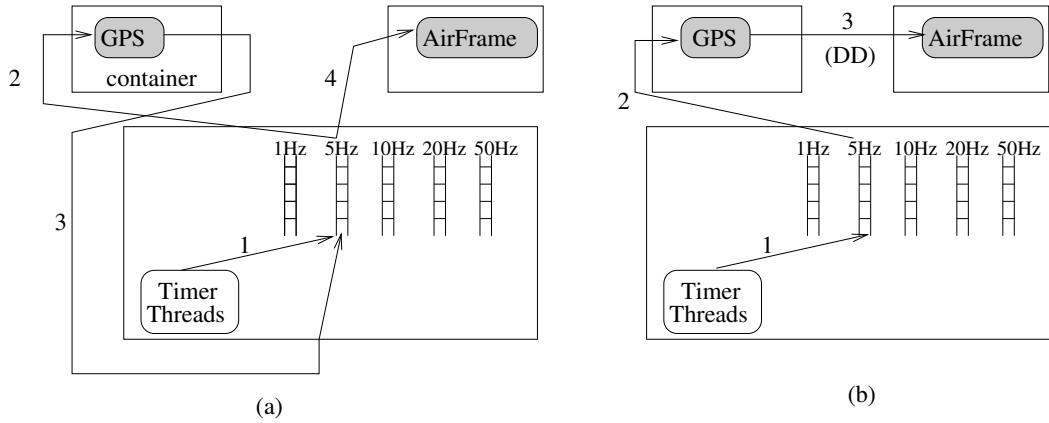 GPS
AirFrame
container
2
4
3
1Hz 5Hz 10Hz 20Hz 50Hz
1
Timer
Threads
(a)
GPS
3
(DD)
AirFrame
2
1Hz 5Hz 10Hz 20Hz 50Hz
1
Timer
Threads
(b)